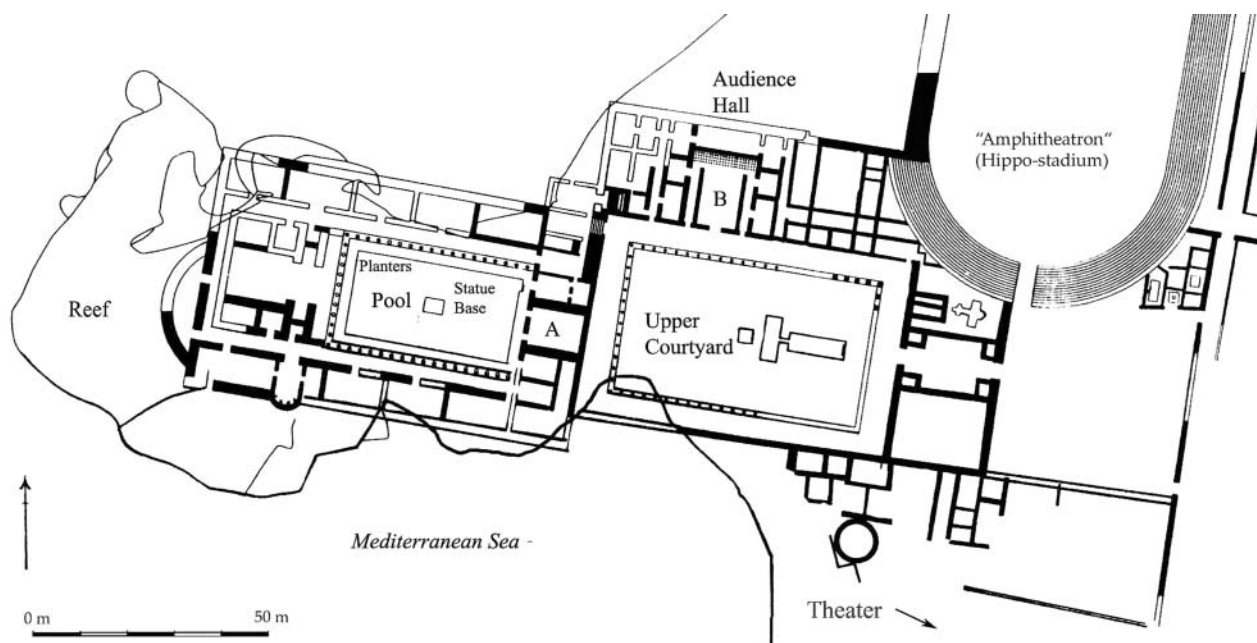 Audience
Hall
“Amphitheatron“
(Hippo-stadium)
B
Planters
Statue
Base
Pool
Reef
A
Upper
Courtyard
Mediterranean Sea -
Theater
0 m
50 m